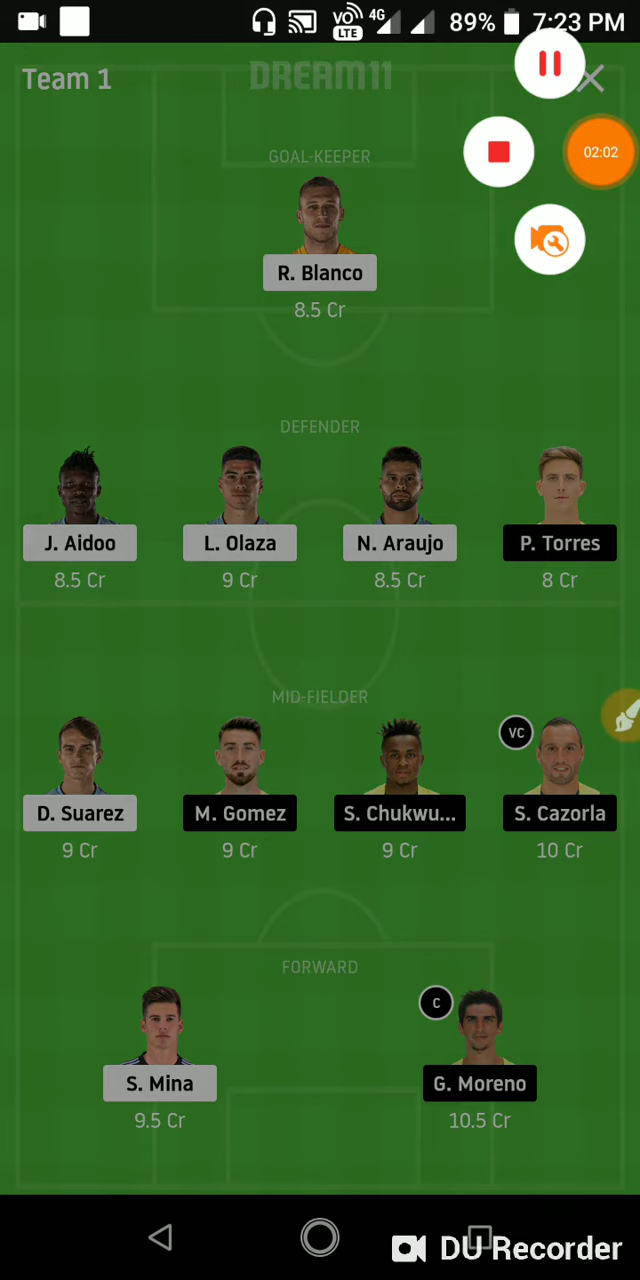 VO 4G 89% 7:23 PM
LTE
Team 1 DREAM11
02:02
GOAL-KEEPER
R. Blanco
8.5 Cr
DEFENDER
J. Aidoo L. Olaza N. Araujo P. Torres
8.5 Cr 9 Cr 8.5 Cr 8 Cr
MID-FIELDER
VC
D. Suarez M. Gomez S. Chukwu... S. Cazorla
9 Cr 9 Cr 9 Cr 10 Cr
FORWARD
C
S. Mina G. Moreno
9.5 Cr 10.5 Cr
DU Recorder